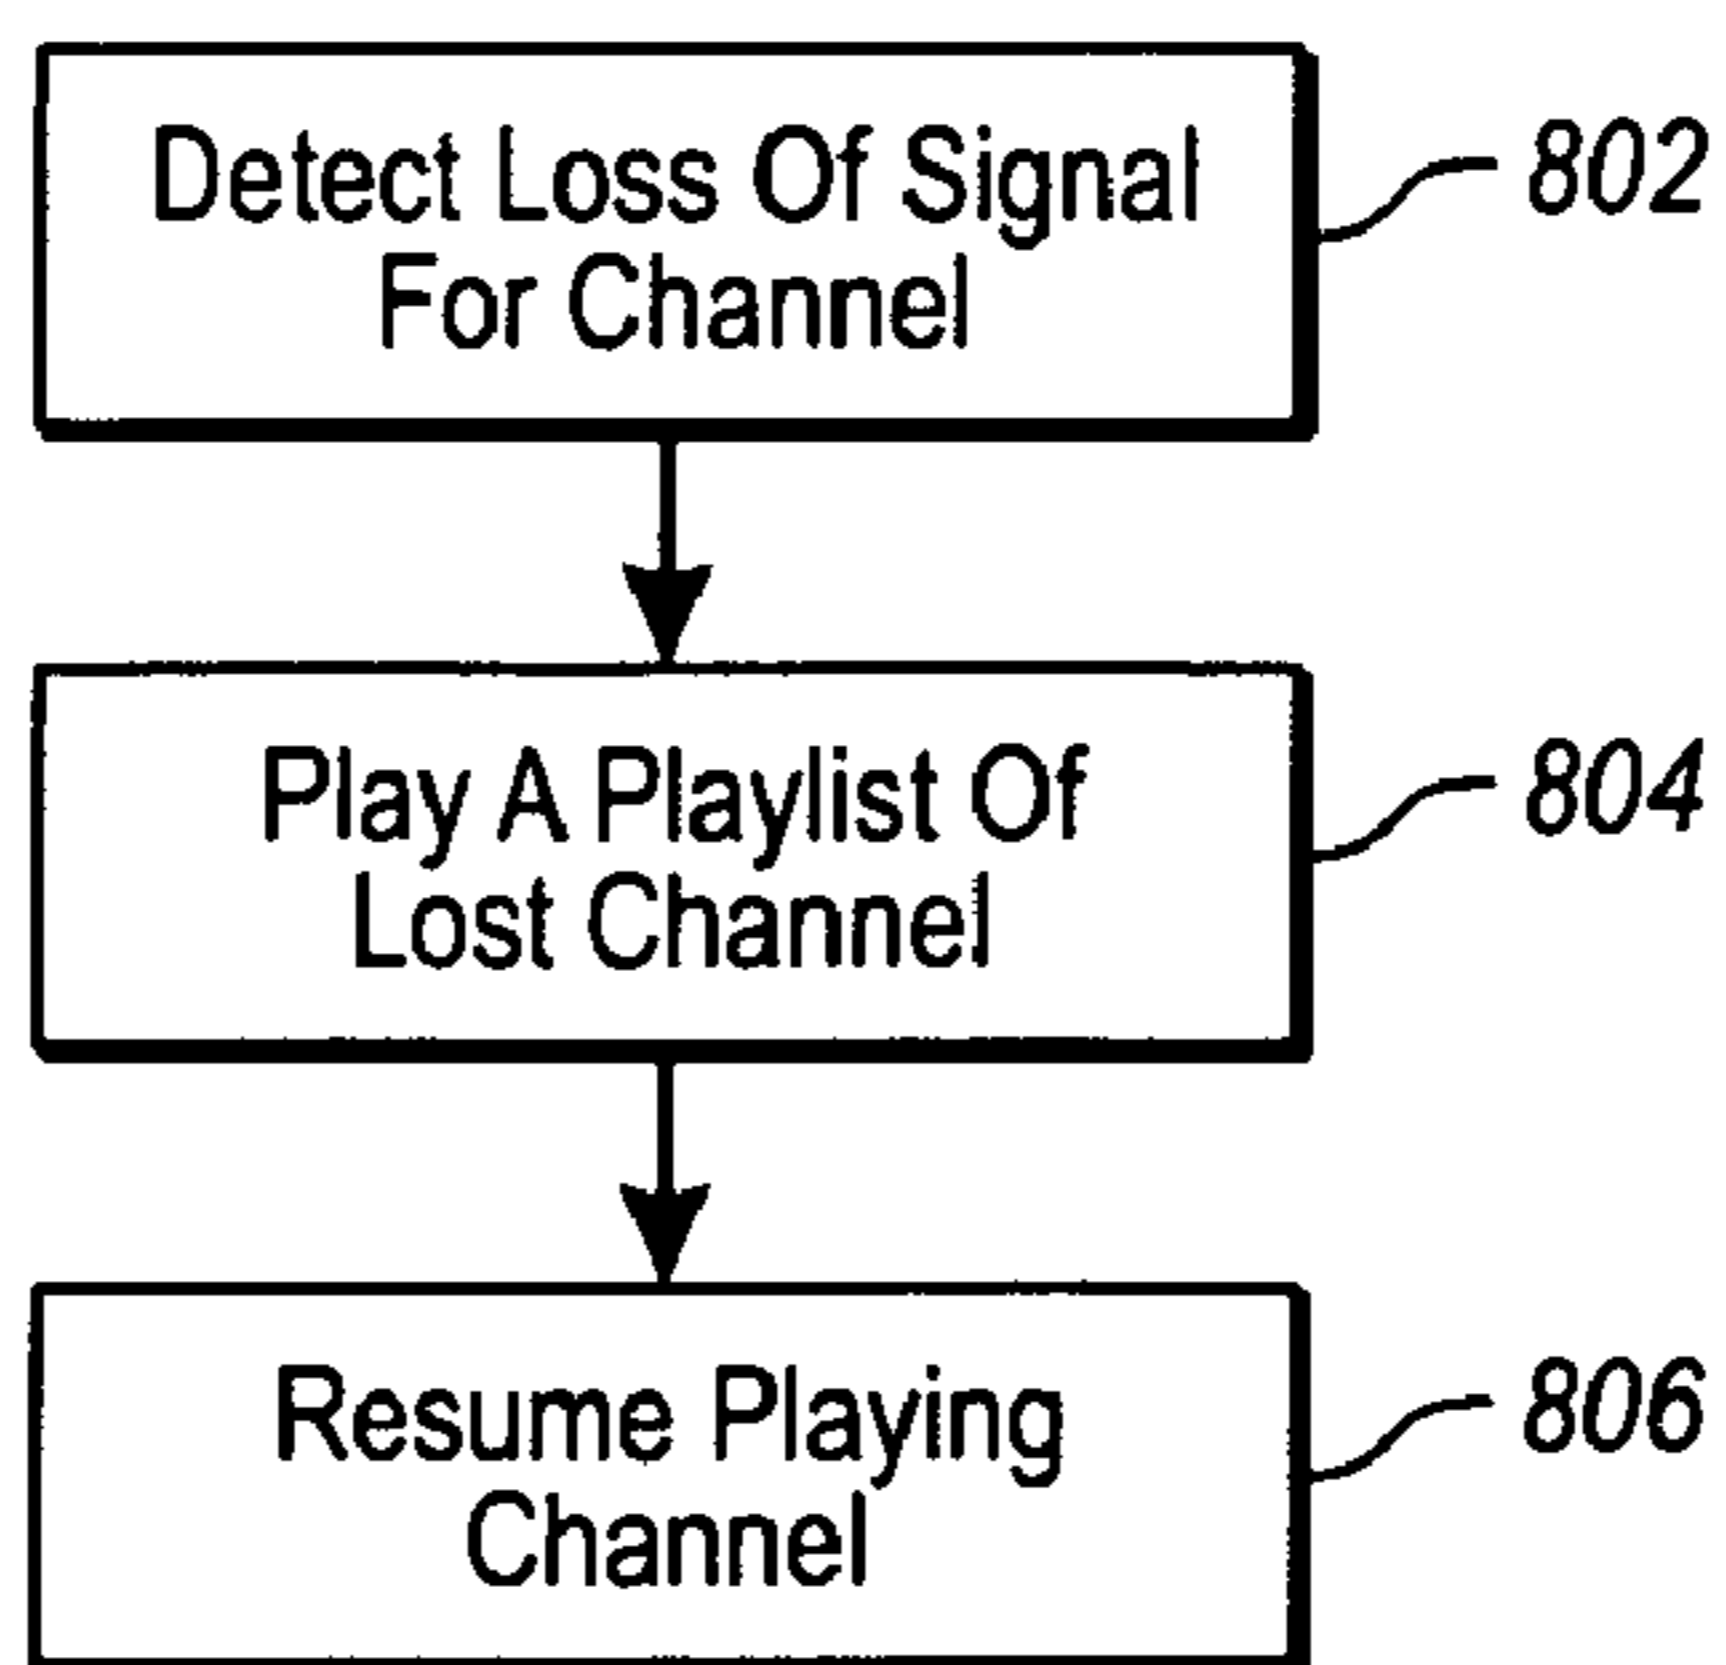 Detect Loss Of Signal
For Channel
802
Play A Playlist Of
Lost Channel
804
Resume Playing
Channel
806